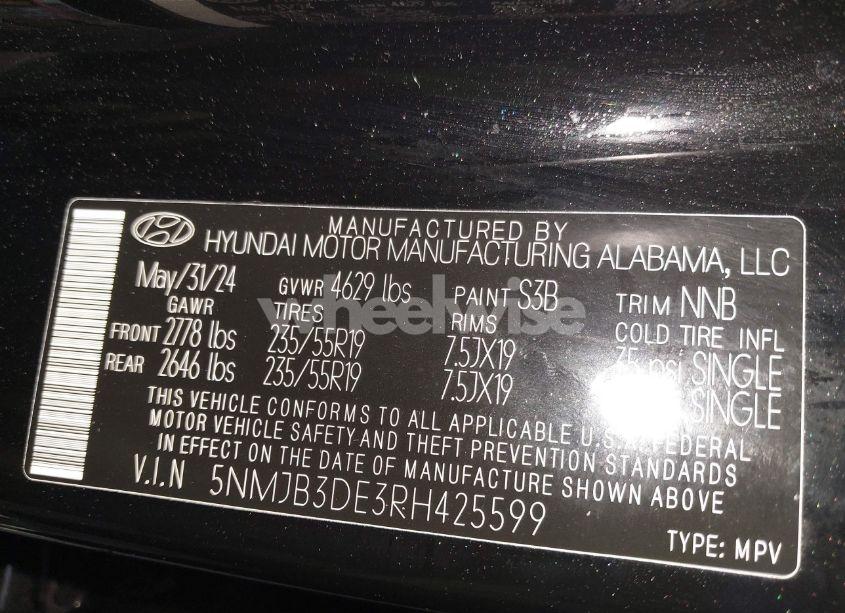 MANUFACTURED BY
HYUNDAI MOTOR MANUFACTURING ALABAMA, LLC
May/31/24 GVWR 4629 lbs PAINT S3B TRIM NNB
GAWR TIRES RIMS COLD TIRE INFL
FRONT 2778 lbs 235/55R19 7.5JX19 35 psi SINGLE
REAR 2646 lbs 235/55R19 7.5JX19 SINGLE
THIS VEHICLE CONFORMS TO ALL APPLICABLE U.S. FEDERAL
MOTOR VEHICLE SAFETY AND THEFT PREVENTION STANDARDS
IN EFFECT ON THE DATE OF MANUFACTURE SHOWN ABOVE
V.I.N 5NMJB3DE3RH425599
TYPE: MPV
wheelwise